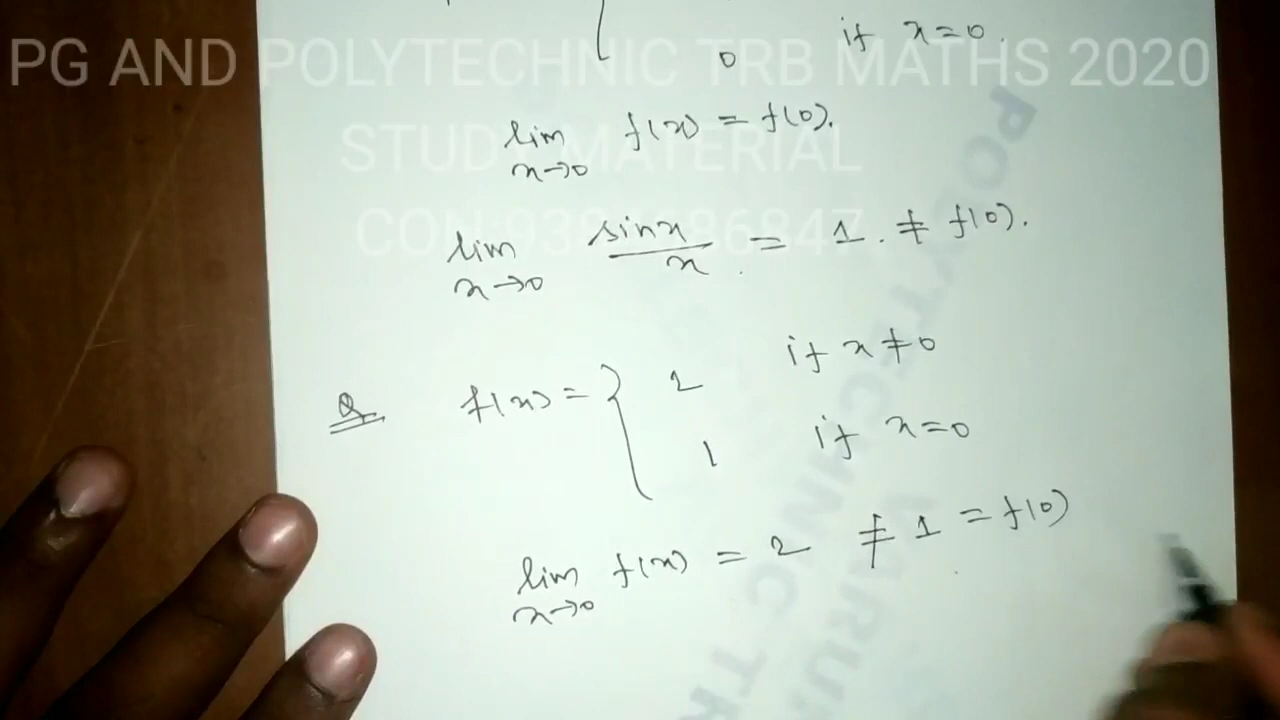 if x=0.
PG AND POLYTECHNIC TRB MATHS 2020
0
lim f(x) = f(0).
x→0
STUDY MATERIAL
lim sinx/x = 1. ≠ f(0).
x→0
f(x) = { 2 if x≠0
Q
1 if x=0
lim f(x) = 2 ≠ 1 = f(0)
x→0